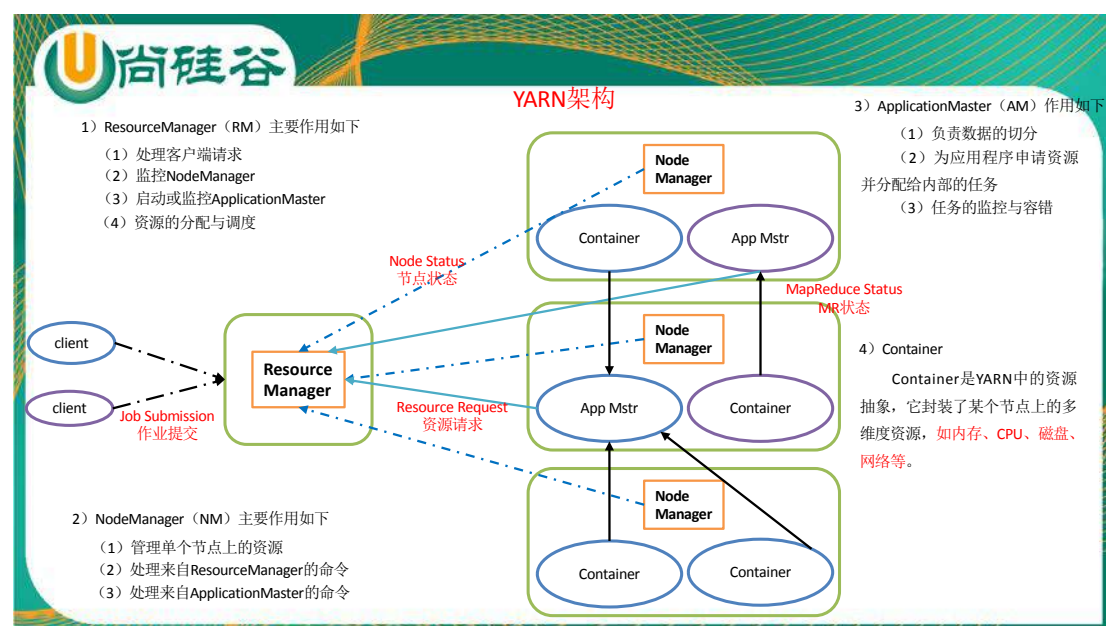 尚硅谷
YARN架构
1）ResourceManager（RM）主要作用如下
（1）处理客户端请求
（2）监控NodeManager
（3）启动或监控ApplicationMaster
（4）资源的分配与调度
3）ApplicationMaster（AM）作用如下
（1）负责数据的切分
（2）为应用程序申请资源
并分配给内部的任务
（3）任务的监控与容错
Node
Manager
Container
App Mstr
Node Status
节点状态
MapReduce Status
MR状态
client
client
Job Submission
作业提交
Resource
Manager
Resource Request
资源请求
Node
Manager
App Mstr
Container
4）Container
Container是YARN中的资源
抽象，它封装了某个节点上的多
维度资源，如内存、CPU、磁盘、
网络等。
Node
Manager
Container
Container
2）NodeManager（NM）主要作用如下
（1）管理单个节点上的资源
（2）处理来自ResourceManager的命令
（3）处理来自ApplicationMaster的命令